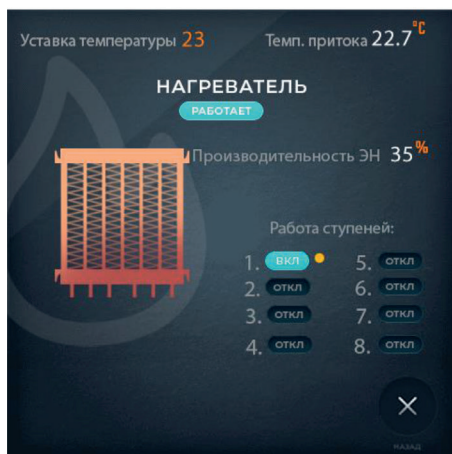 Уставка температуры 23 Темп. притока 22.7 °C
НАГРЕВАТЕЛЬ
РАБОТАЕТ
Производительность ЭН 35 %
Работа ступеней:
1. ВКЛ 5. ОТКЛ
2. ОТКЛ 6. ОТКЛ
3. ОТКЛ 7. ОТКЛ
4. ОТКЛ 8. ОТКЛ
НАЗАД